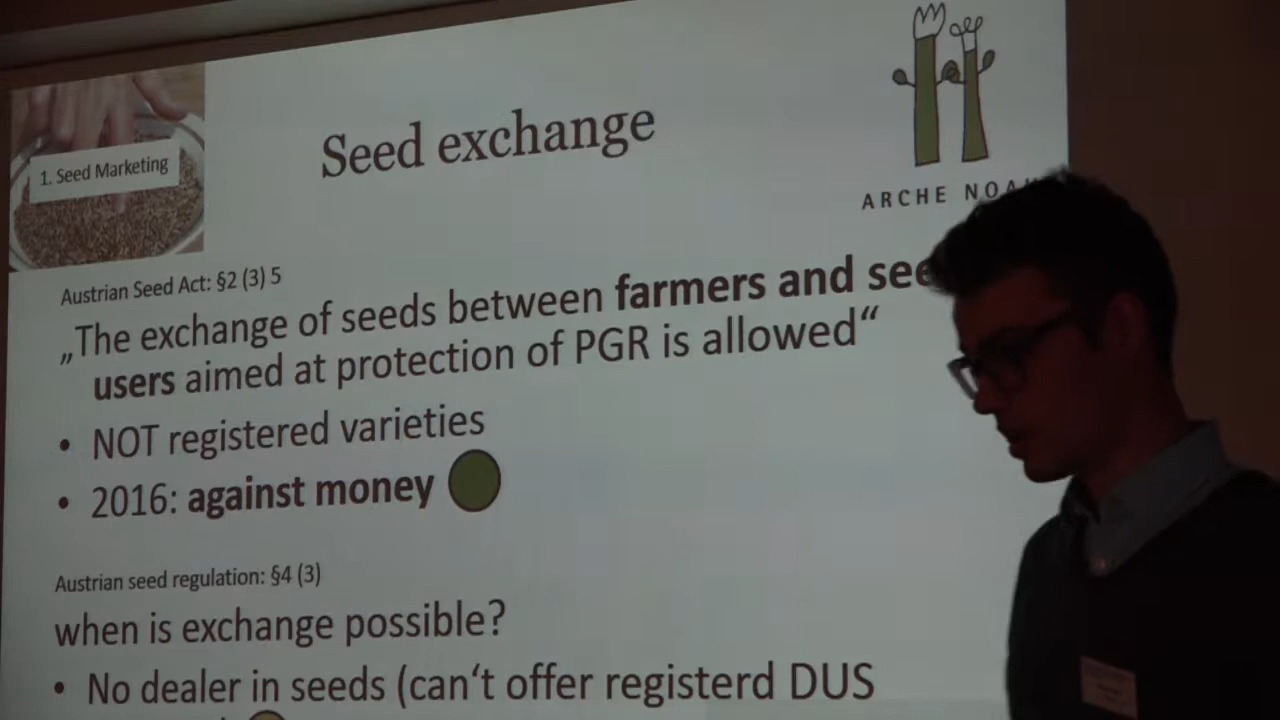 1. Seed Marketing
Seed exchange
ARCHE NOA
Austrian Seed Act: §2 (3) 5
„The exchange of seeds between farmers and
users aimed at protection of PGR is allowed“
• NOT registered varieties
• 2016: against money
Austrian seed regulation: §4 (3)
when is exchange possible?
• No dealer in seeds (can‘t offer registerd DUS